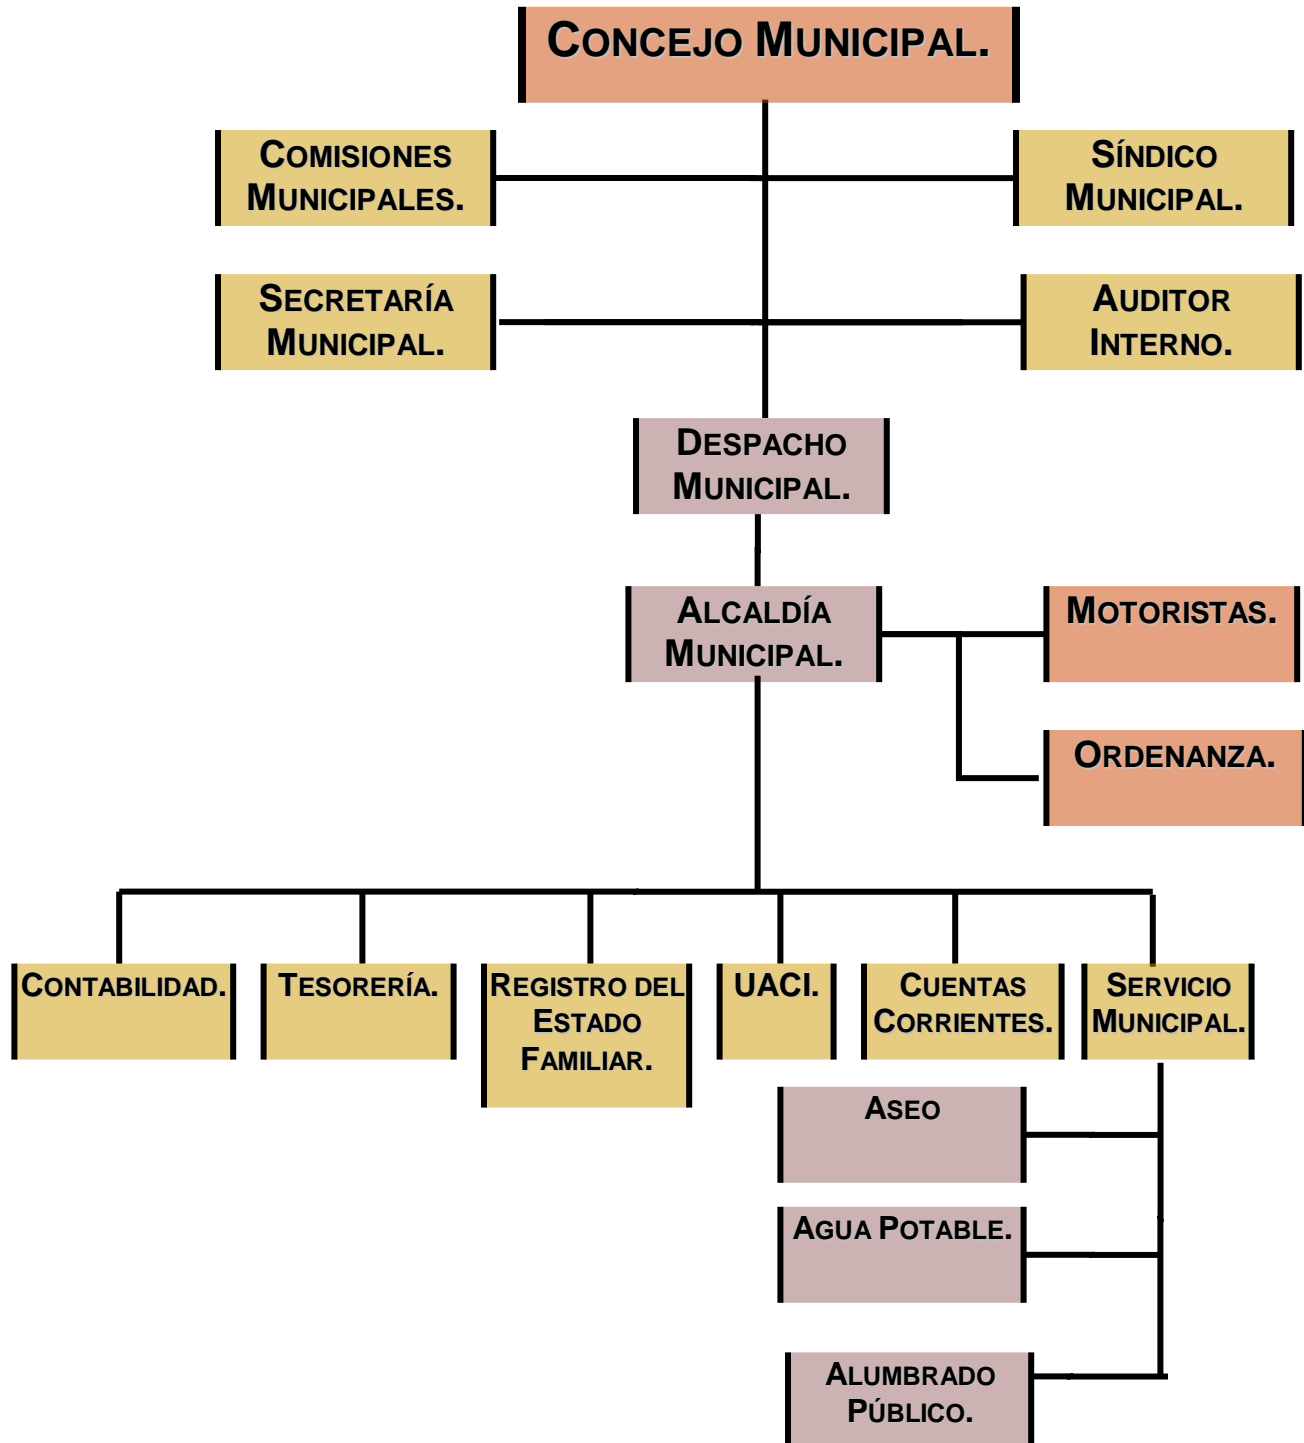 CONCEJO MUNICIPAL.
COMISIONES
MUNICIPALES.
SÍNDICO
MUNICIPAL.
SECRETARÍA
MUNICIPAL.
AUDITOR
INTERNO.
DESPACHO
MUNICIPAL.
ALCALDÍA
MUNICIPAL.
MOTORISTAS.
ORDENANZA.
CONTABILIDAD.
TESORERÍA.
REGISTRO DEL
ESTADO
FAMILIAR.
UACI.
CUENTAS
CORRIENTES.
SERVICIO
MUNICIPAL.
ASEO
AGUA POTABLE.
ALUMBRADO
PÚBLICO.